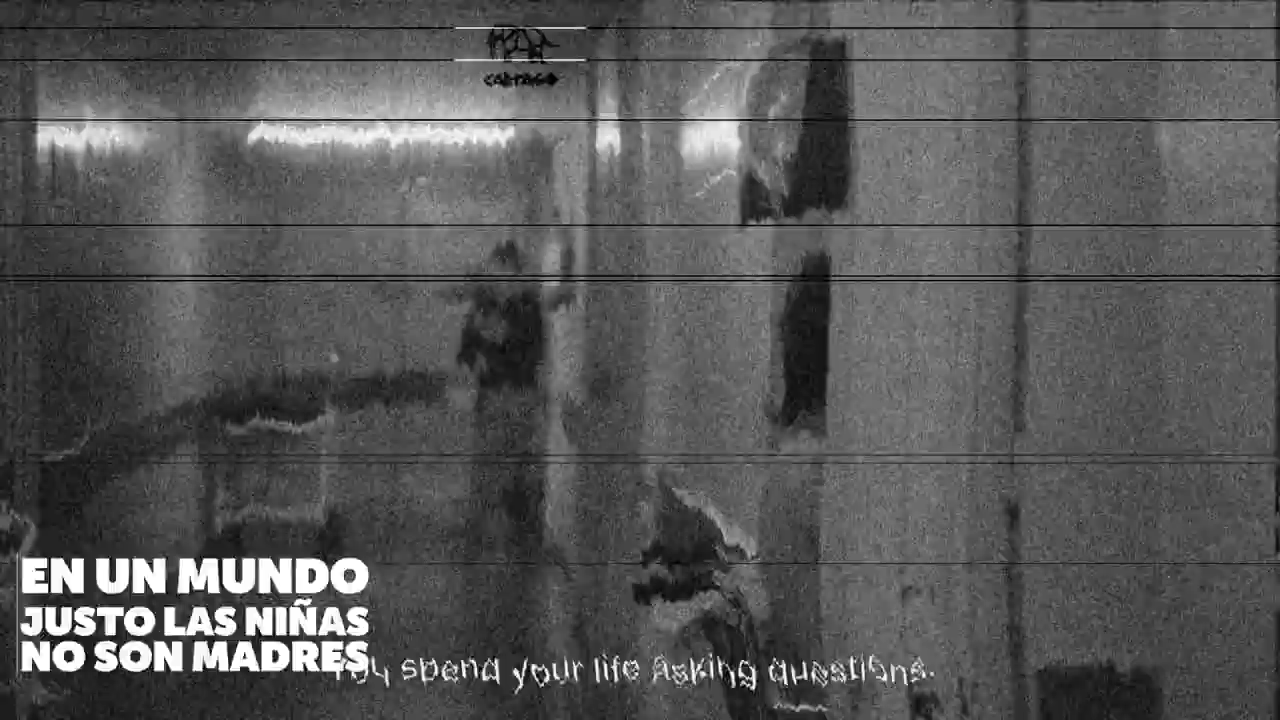 EN UN MUNDO
JUSTO LAS NIÑAS
NO SON MADRES
spend your life asking questions.